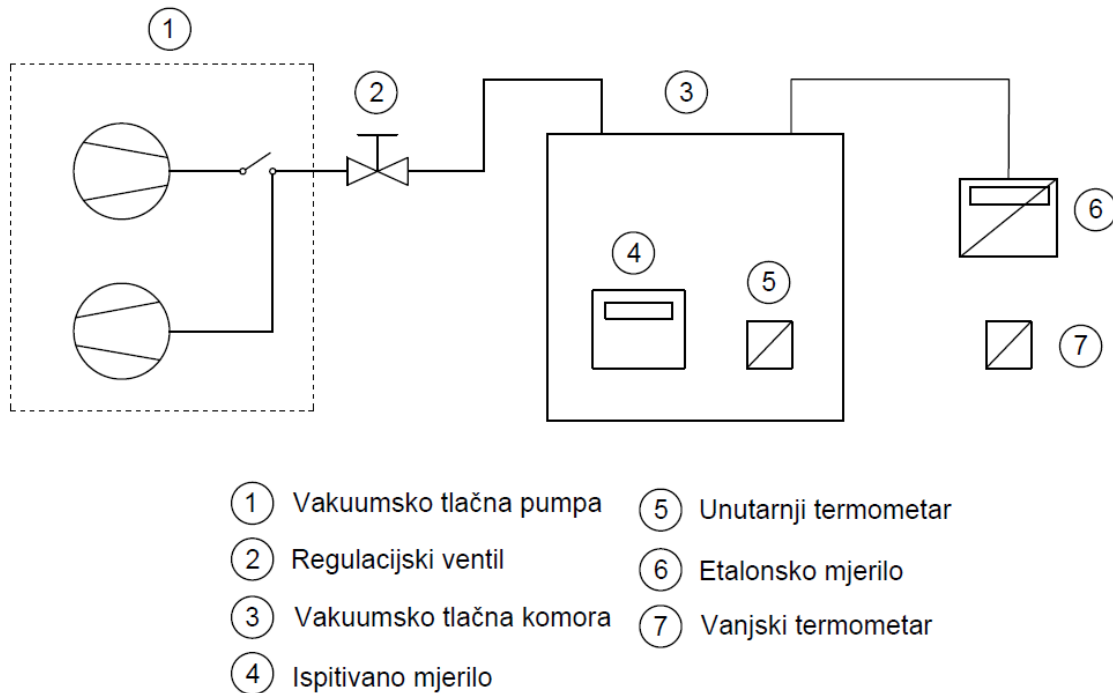 1
2
3
4
5
6
7
1 Vakuumsko tlačna pumpa
2 Regulacijski ventil
3 Vakuumsko tlačna komora
4 Ispitivano mjerilo
5 Unutarnji termometar
6 Etalonsko mjerilo
7 Vanjski termometar